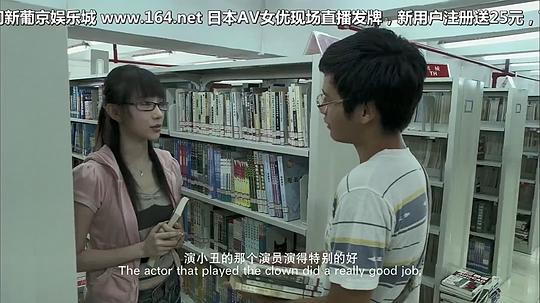 门新葡京娱乐城 www.164.net 日本AV女优现场直播发牌，新用户注册送25元，
演小丑的那个演员演得特别的好
The actor that played the clown did a really good job.